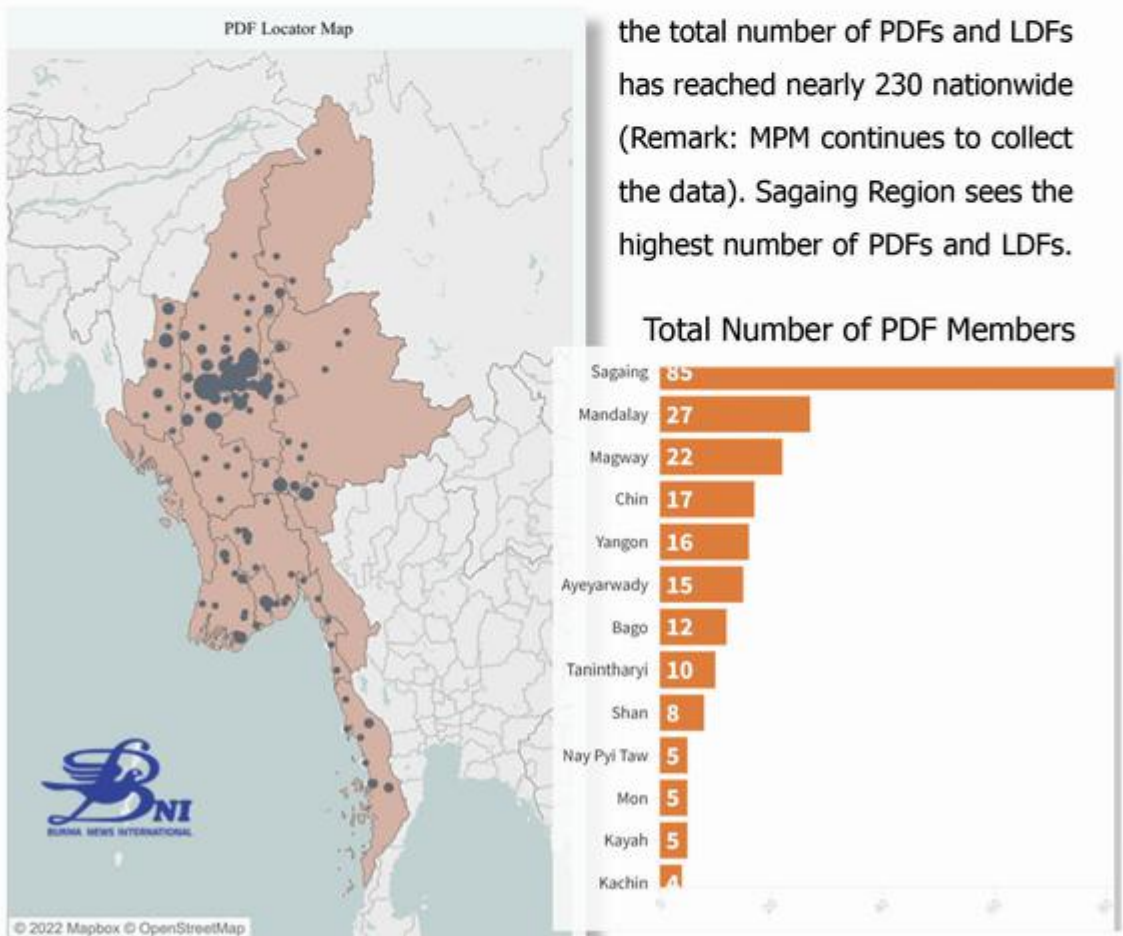 PDF Locator Map
the total number of PDFs and LDFs
has reached nearly 230 nationwide
(Remark: MPM continues to collect
the data). Sagaing Region sees the
highest number of PDFs and LDFs.
Total Number of PDF Members
Sagaing 85
Mandalay 27
Magway 22
Chin 17
Yangon 16
Ayeyarwady 15
Bago 12
Tanintharyi 10
Shan 8
Nay Pyi Taw 5
Mon 5
Kayah 5
Kachin 4
BNI
BURMA NEWS INTERNATIONAL
© 2022 Mapbox © OpenStreetMap